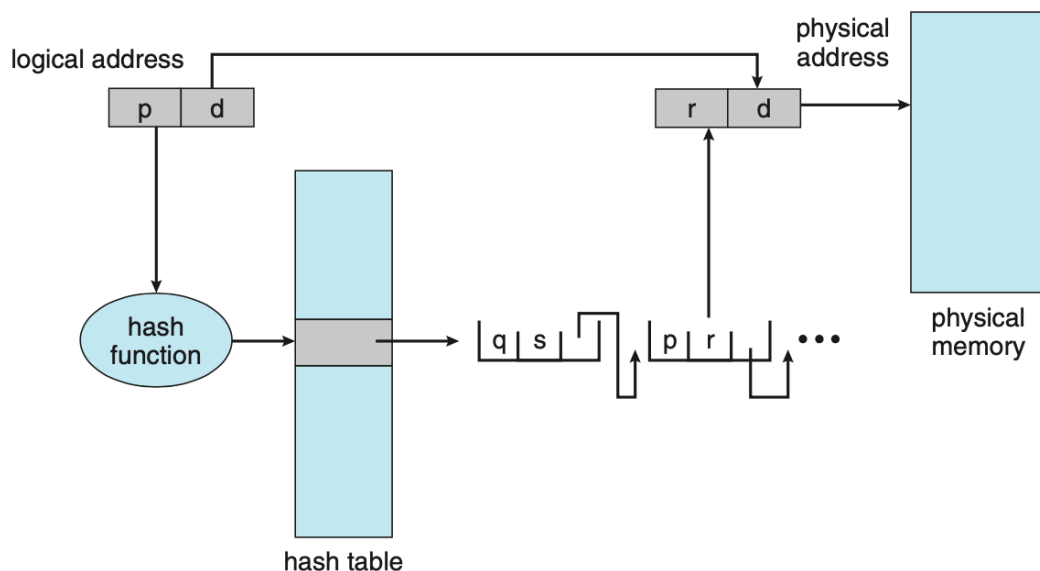 logical address
p d
physical
address
r d
hash
function
q s
p r
•••
physical
memory
hash table